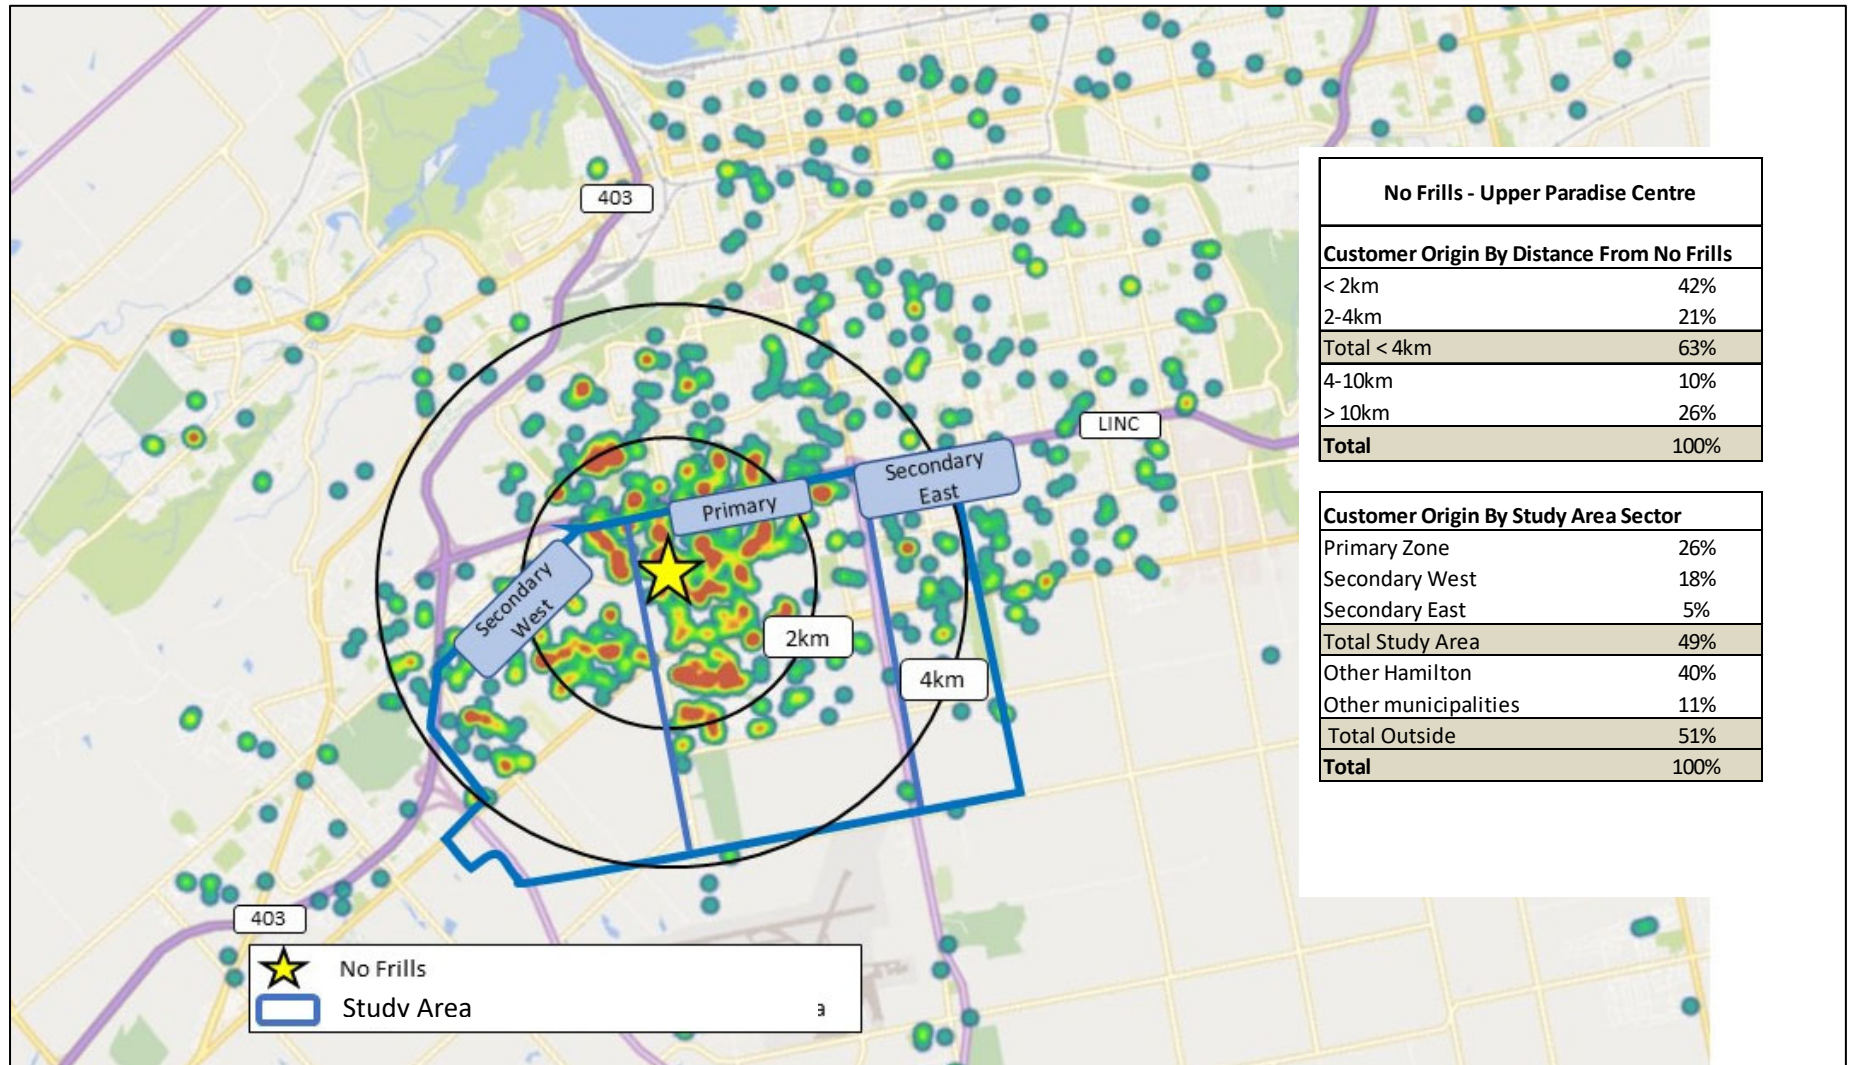 403
LINC
Secondary
East
Primary
Secondary
West
2km
4km
403
No Frills
Study Area
a
No Frills - Upper Paradise Centre
Customer Origin By Distance From No Frills
< 2km 42%
2-4km 21%
Total < 4km 63%
4-10km 10%
> 10km 26%
Total 100%
Customer Origin By Study Area Sector
Primary Zone 26%
Secondary West 18%
Secondary East 5%
Total Study Area 49%
Other Hamilton 40%
Other municipalities 11%
Total Outside 51%
Total 100%